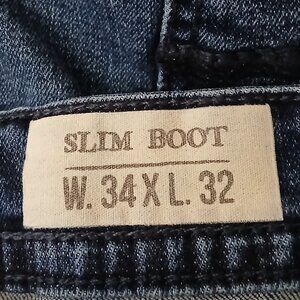 SLIM BOOT
W. 34 X L. 32